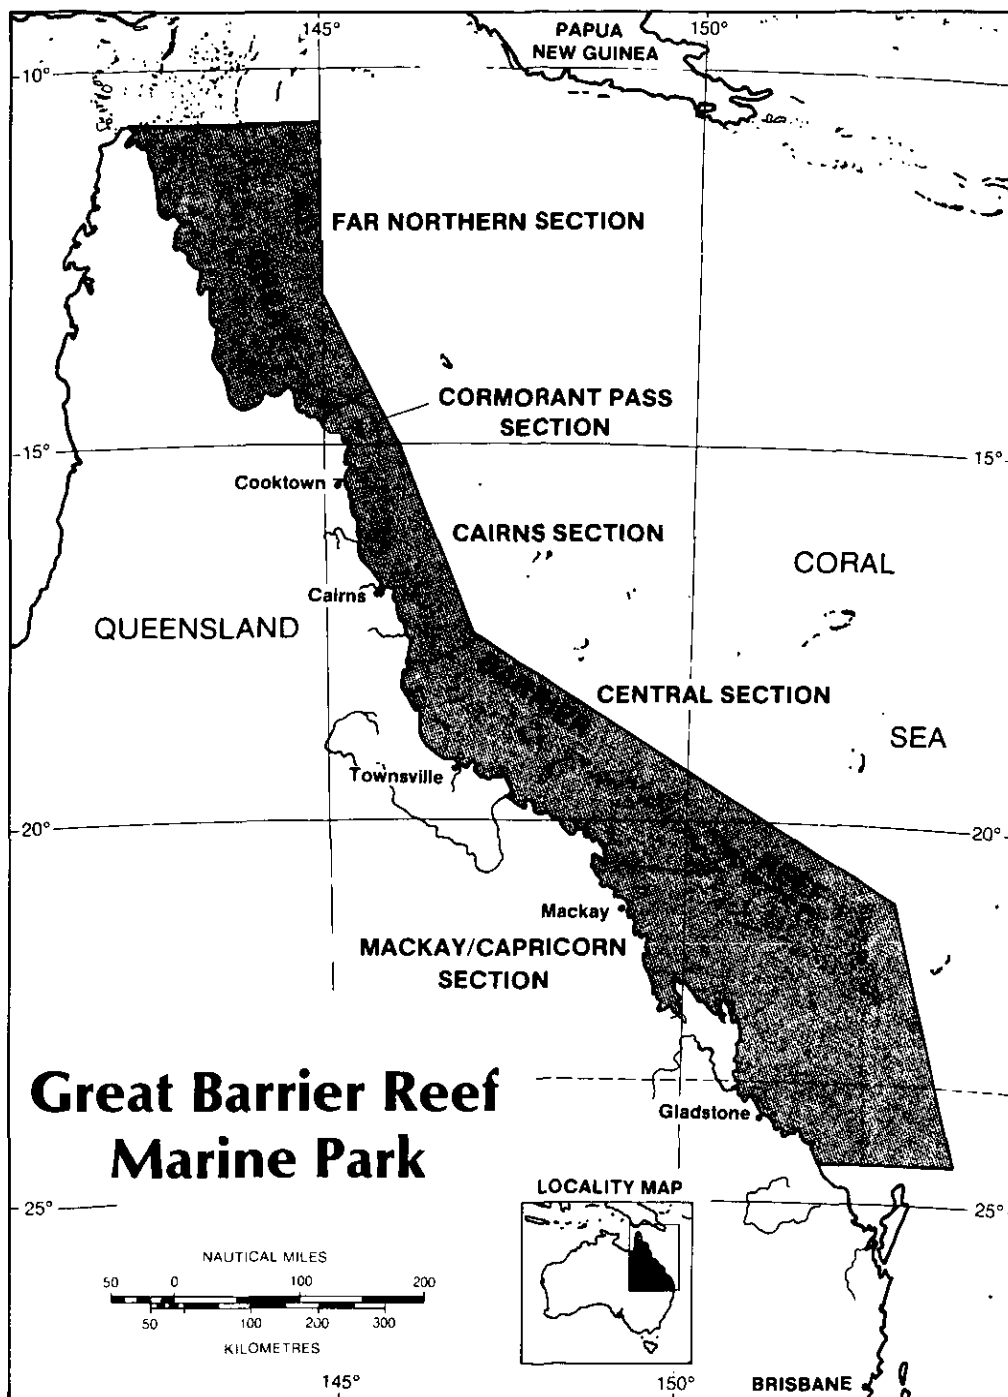 145°
PAPUA
NEW GUINEA
150°
10°
FAR NORTHERN SECTION
CORMORANT PASS
SECTION
15°
15°
Cooktown
CAIRNS SECTION
CORAL
Cairns
QUEENSLAND
BARRIER
CENTRAL SECTION
SEA
Townsville
20°
20°
Mackay
MACKAY/CAPRICORN
SECTION
Great Barrier Reef
Marine Park
Gladstone
LOCALITY MAP
25°
25°
NAUTICAL MILES
50 0 100 200
50 100 200 300
KILOMETRES
145°
150°
BRISBANE